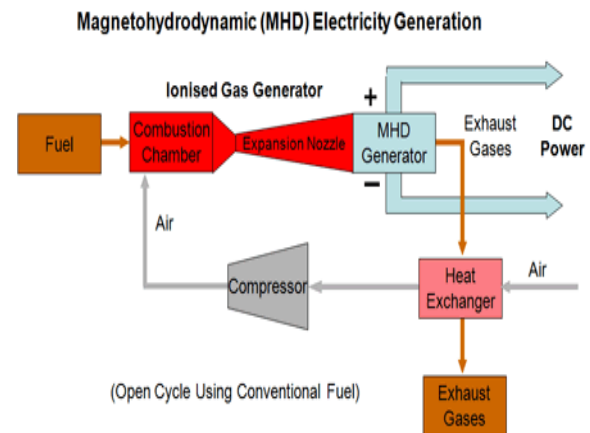 Magnetohydrodynamic (MHD) Electricity Generation
Ionised Gas Generator
+
Fuel
Combustion
Chamber
Expansion Nozzle
MHD
Generator
Exhaust
Gases
DC
Power
–
Air
Compressor
Heat
Exchanger
Air
(Open Cycle Using Conventional Fuel)
Exhaust
Gases